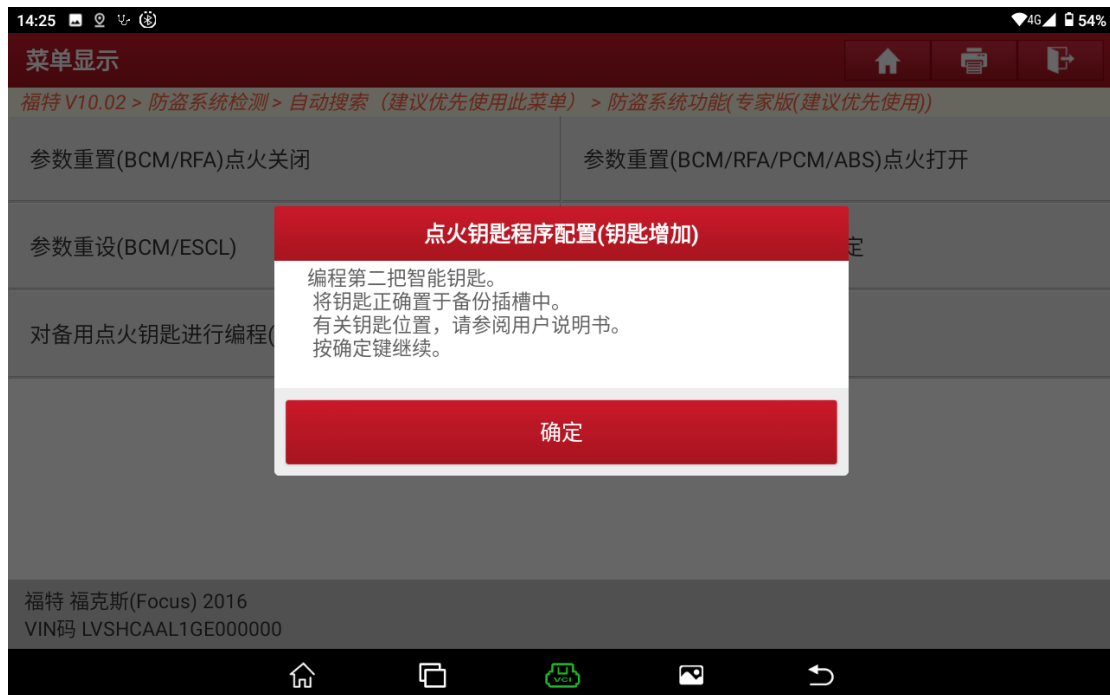 14:25
4G 54%
菜单显示
福特 V10.02 > 防盗系统检测 > 自动搜索（建议优先使用此菜单）> 防盗系统功能(专家版(建议优先使用))
参数重置(BCM/RFA)点火关闭
参数重置(BCM/RFA/PCM/ABS)点火打开
参数重设(BCM/ESCL)
定
对备用点火钥匙进行编程(
点火钥匙程序配置(钥匙增加)
编程第二把智能钥匙。
将钥匙正确置于备份插槽中。
有关钥匙位置，请参阅用户说明书。
按确定键继续。
确定
福特 福克斯(Focus) 2016
VIN码 LVSHCAAL1GE000000
VCI